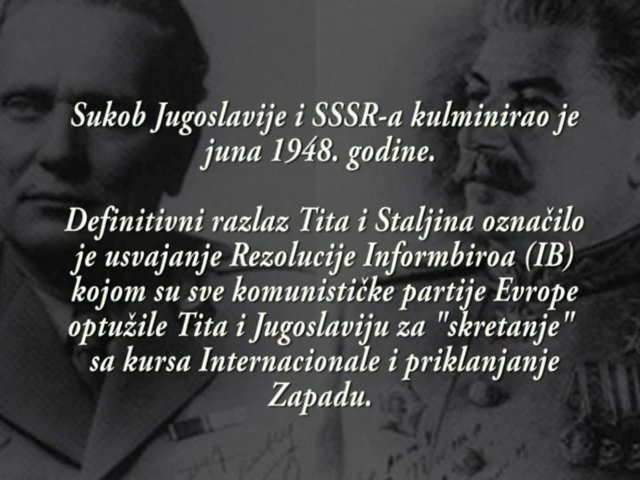 Sukob Jugoslavije i SSSR-a kulminirao je
juna 1948. godine.
Definitivni razlaz Tita i Staljina označilo
je usvajanje Rezolucije Informbiroa (IB)
kojom su sve komunističke partije Evrope
optužile Tita i Jugoslaviju za "skretanje"
sa kursa Internacionale i priklanjanje
Zapadu.